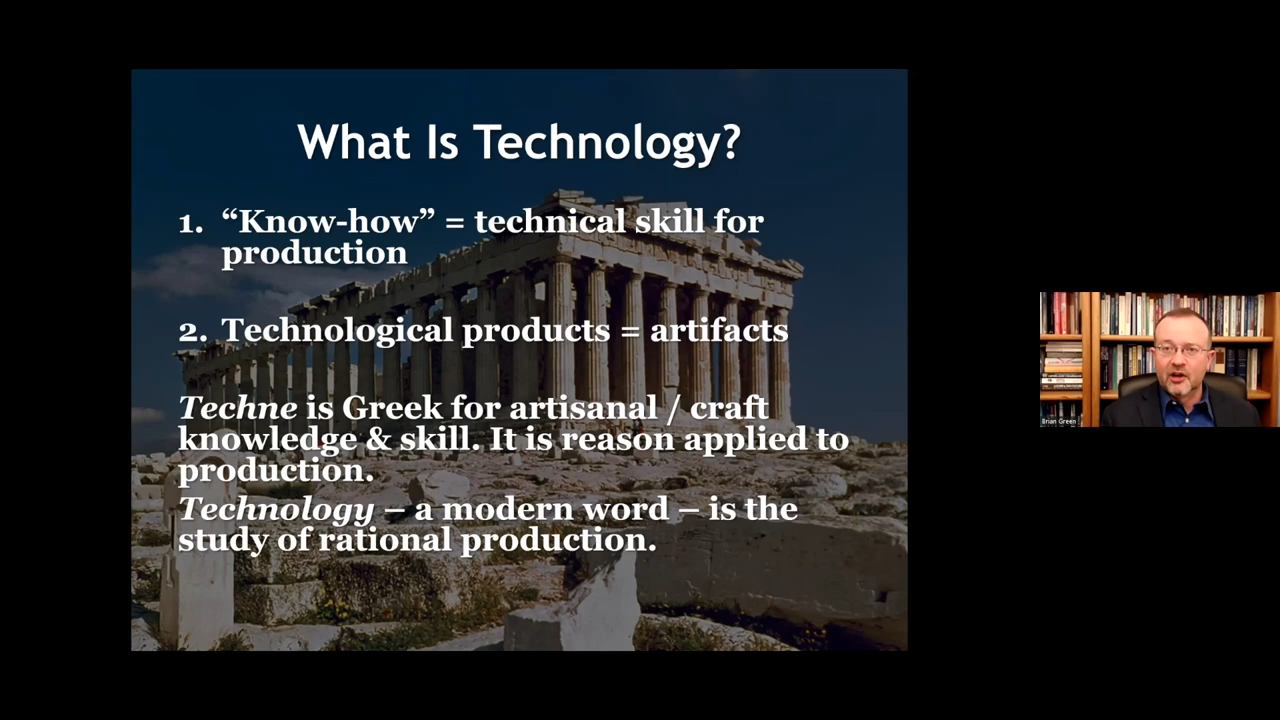 What Is Technology?
1. “Know-how” = technical skill for
production
2. Technological products = artifacts
Techne is Greek for artisanal / craft
knowledge & skill. It is reason applied to
production.
Technology – a modern word – is the
study of rational production.
Brian Green